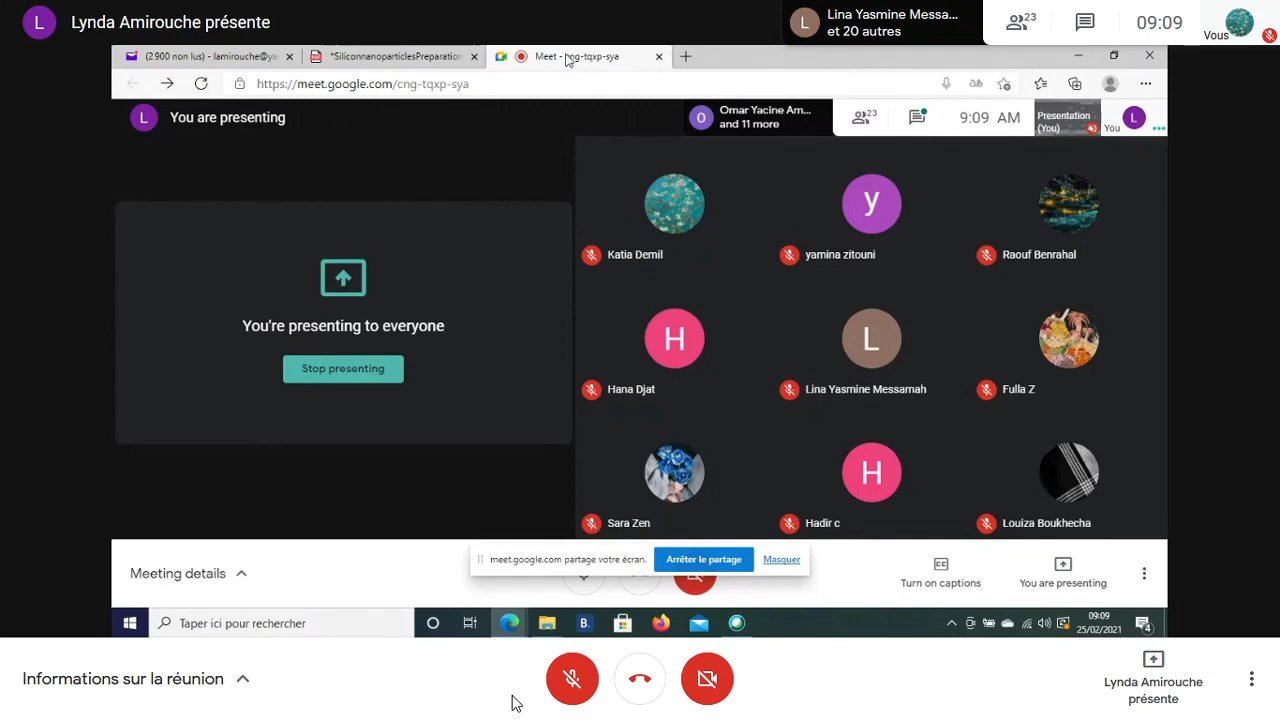 L Lynda Amirouche présente
L Lina Yasmine Messa...
et 20 autres
23
09:09
Vous
(2 900 non lus) - lamirouche@ya
*SiliconnanoparticlesPreparation
Meet - cng-tqxp-sya
https://meet.google.com/cng-tqxp-sya
L You are presenting
O Omar Yacine Am...
and 11 more
23
9:09 AM
Presentation
(You)
You
L
y
Katia Demil
yamina zitouni
Raouf Benrahal
You're presenting to everyone
Stop presenting
H
L
Hana Djat
Lina Yasmine Messamah
Fulla Z
H
Sara Zen
Hadir c
Louiza Boukhecha
meet.google.com partage votre écran.
Arrêter le partage
Masquer
Meeting details
CC
Turn on captions
You are presenting
Taper ici pour rechercher
B.
09:09
25/02/2021
4
Informations sur la réunion
Lynda Amirouche
présente